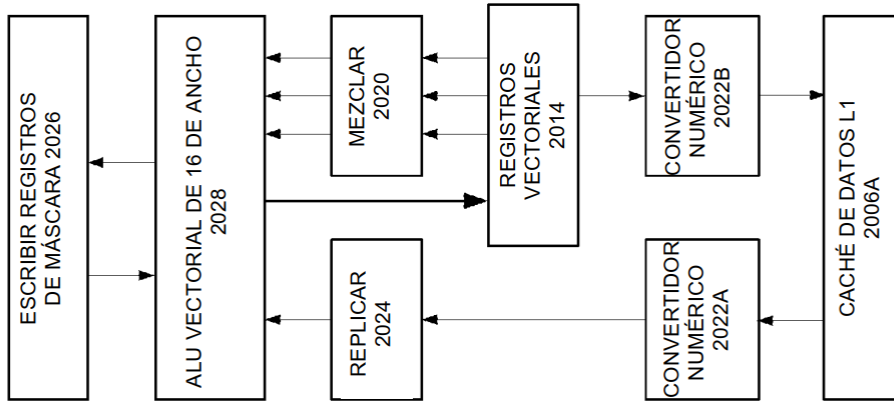 ESCRIBIR REGISTROS
DE MÁSCARA 2026
ALU VECTORIAL DE 16 DE ANCHO
2028
REPLICAR
2024
MEZCLAR
2020
REGISTROS
VECTORIALES
2014
CONVERTIDOR
NUMÉRICO
2022A
CONVERTIDOR
NUMÉRICO
2022B
CACHÉ DE DATOS L1
2006A